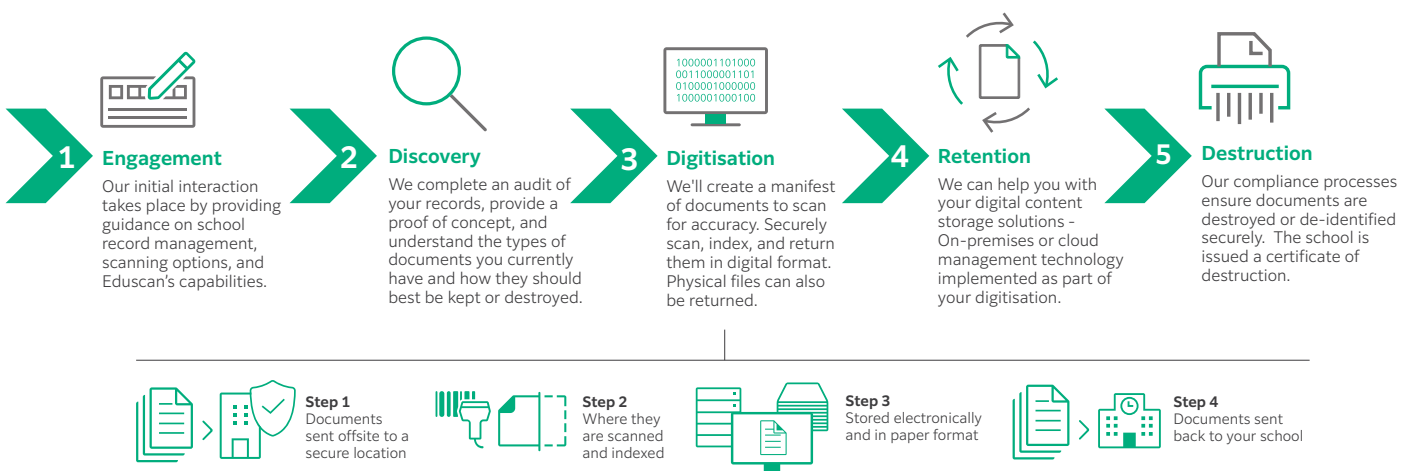 1
Engagement
Our initial interaction
takes place by providing
guidance on school
record management,
scanning options, and
Eduscan’s capabilities.
2
Discovery
We complete an audit of
your records, provide a
proof of concept, and
understand the types of
documents you currently
have and how they should
best be kept or destroyed.
3
1000001101000
0011000001101
0100001000000
1000001000100
Digitisation
We'll create a manifest
of documents to scan
for accuracy. Securely
scan, index, and return
them in digital format.
Physical files can also
be returned.
4
Retention
We can help you with
your digital content
storage solutions -
On-premises or cloud
management technology
implemented as part of
your digitisation.
5
Destruction
Our compliance processes
ensure documents are
destroyed or de-identified
securely.  The school is
issued a certificate of
destruction.
Step 1
Documents
sent offsite to a
secure location
Step 2
Where they
are scanned
and indexed
Step 3
Stored electronically
and in paper format
Step 4
Documents sent
back to your school